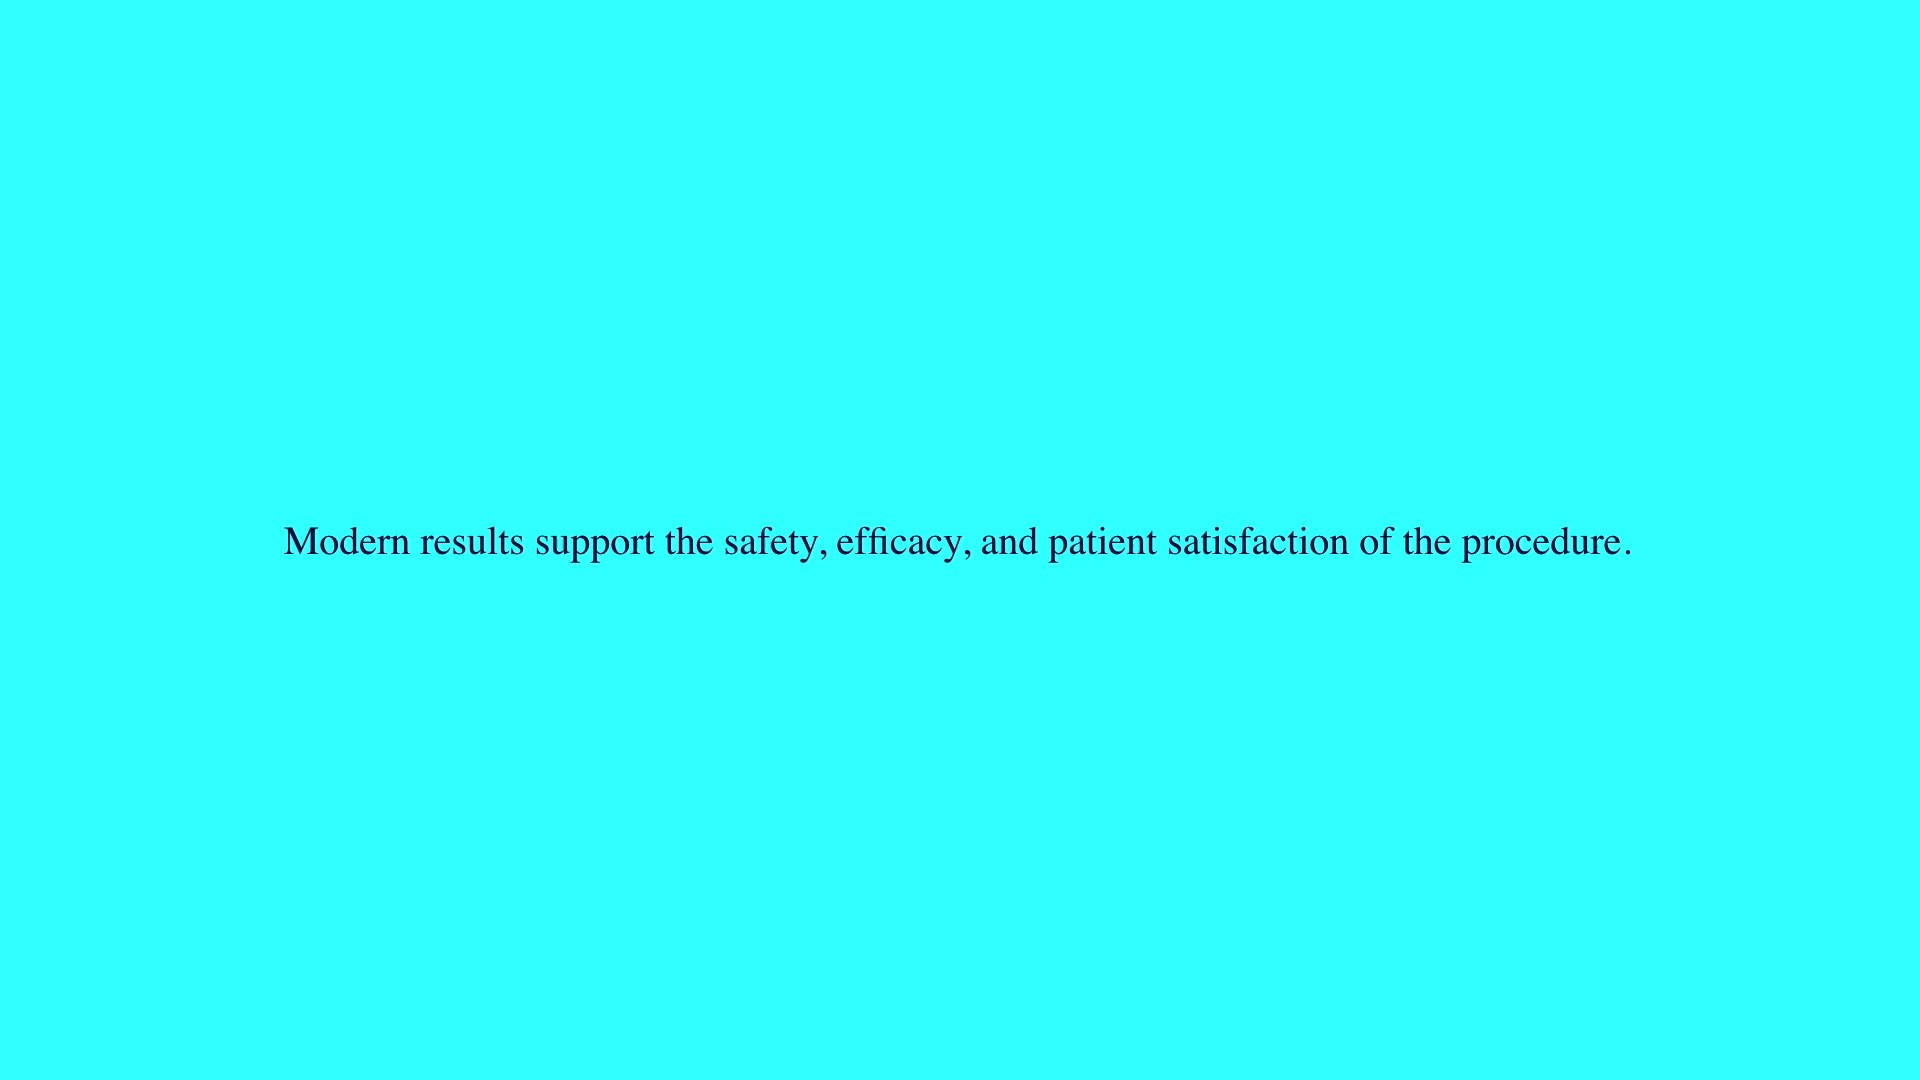 Modern results support the safety, efficacy, and patient satisfaction of the procedure.